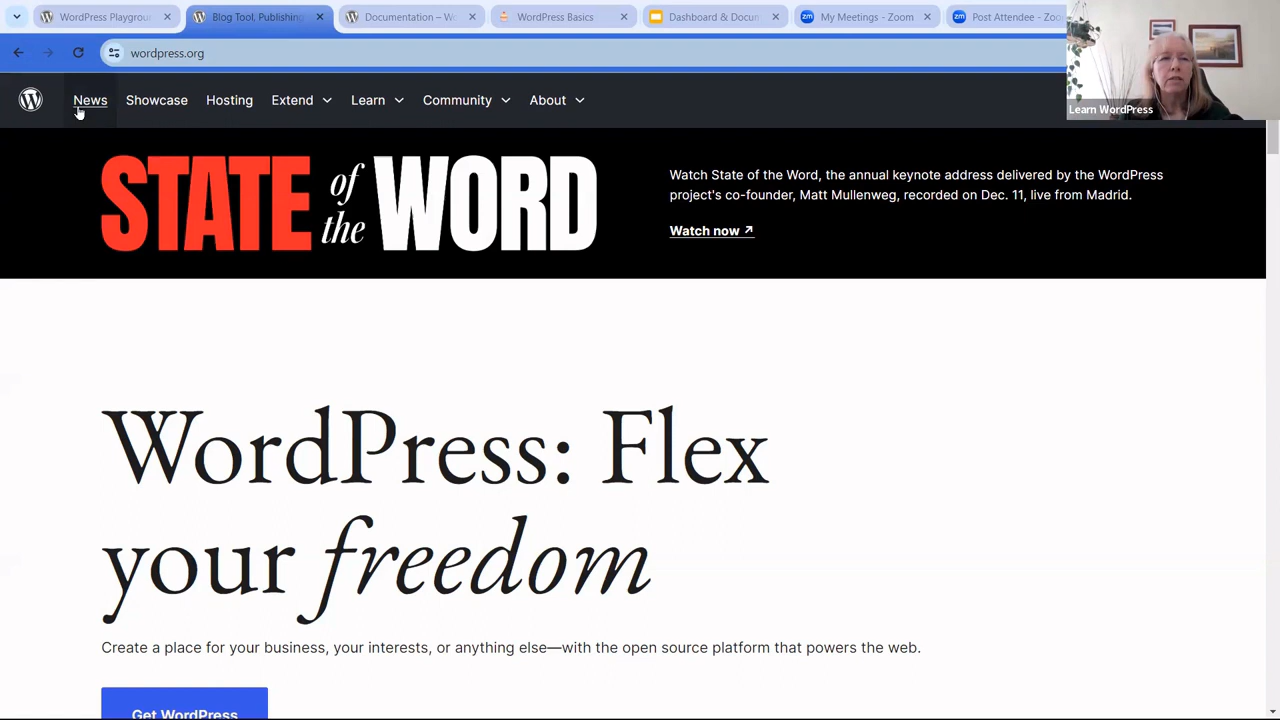 WordPress Playgroun
Blog Tool, Publishing
Documentation – W
WordPress Basics
Dashboard & Docum
My Meetings - Zoom
Post Attendee - Zoo
wordpress.org
Learn WordPress
News
Showcase
Hosting
Extend
Learn
Community
About
STATE of the WORD
Watch State of the Word, the annual keynote address delivered by the WordPress
project's co-founder, Matt Mullenweg, recorded on Dec. 11, live from Madrid.
Watch now ↗
WordPress: Flex
your freedom
Create a place for your business, your interests, or anything else—with the open source platform that powers the web.
Get WordPress